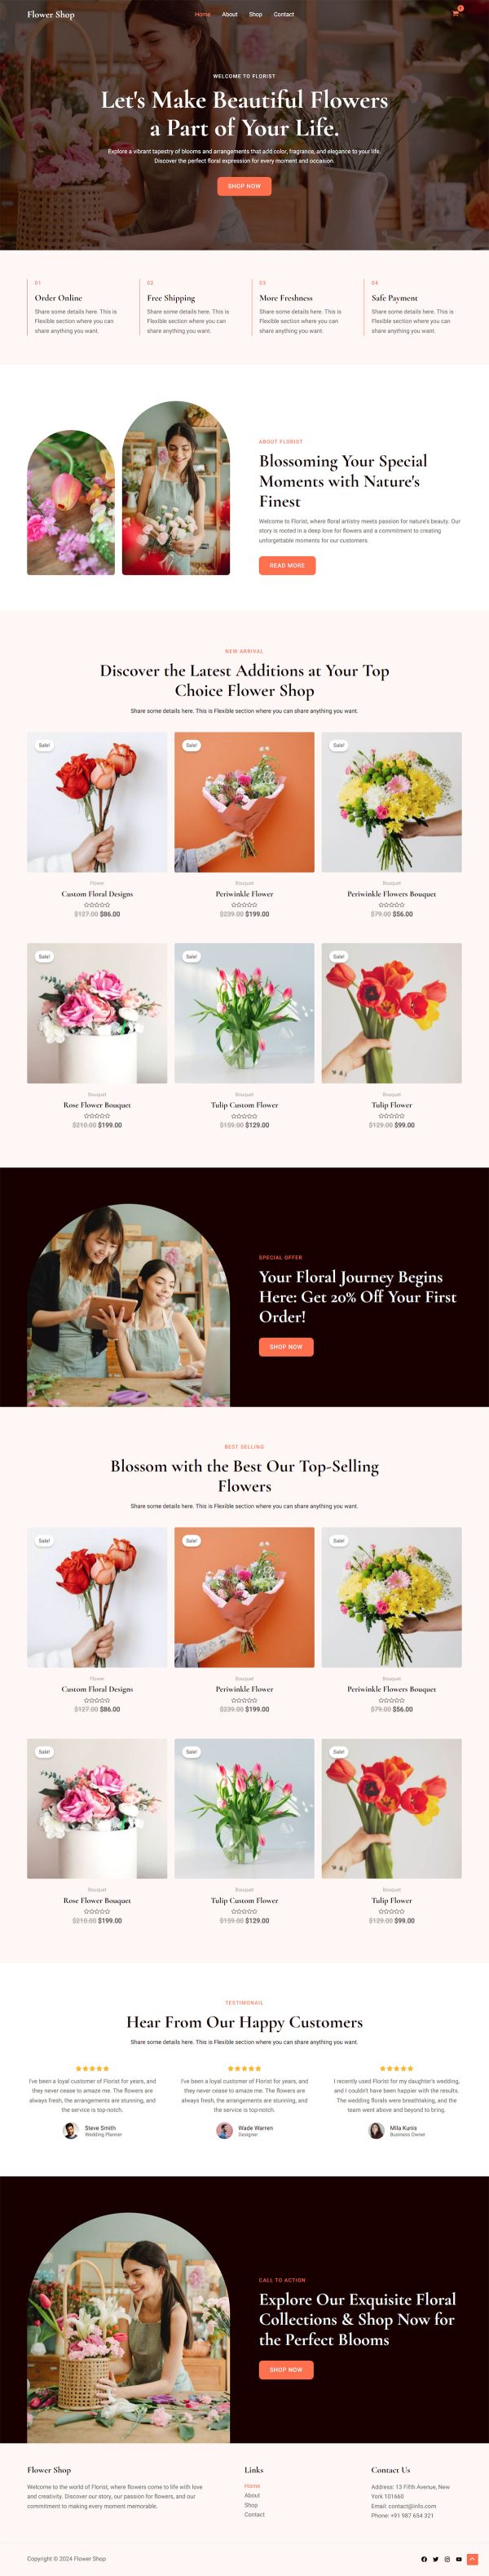 Flower Shop
Home About Shop Contact
WELCOME TO FLORIST
Let's Make Beautiful Flowers
a Part of Your Life.
Explore a vibrant tapestry of blooms and arrangements that add color, fragrance, and elegance to your life.
Discover the perfect floral expression for every moment and occasion.
SHOP NOW
01
Order Online
Share some details here. This is
Flexible section where you can
share anything you want.
02
Free Shipping
Share some details here. This is
Flexible section where you can
share anything you want.
03
More Freshness
Share some details here. This is
Flexible section where you can
share anything you want.
04
Safe Payment
Share some details here. This is
Flexible section where you can
share anything you want.
ABOUT FLORIST
Blossoming Your Special
Moments with Nature's
Finest
Welcome to Florist, where floral artistry meets passion for nature's beauty. Our
story is rooted in a deep love for flowers and a commitment to creating
unforgettable moments for our customers.
READ MORE
NEW ARRIVAL
Discover the Latest Additions at Your Top
Choice Flower Shop
Share some details here. This is Flexible section where you can share anything you want.
Sale!
Flower
Custom Floral Designs
$127.00 $86.00
Sale!
Bouquet
Periwinkle Flower
$239.00 $199.00
Sale!
Bouquet
Periwinkle Flowers Bouquet
$79.00 $56.00
Sale!
Bouquet
Rose Flower Bouquet
$210.00 $199.00
Sale!
Bouquet
Tulip Custom Flower
$159.00 $129.00
Sale!
Bouquet
Tulip Flower
$129.00 $99.00
SPECIAL OFFER
Your Floral Journey Begins
Here: Get 20% Off Your First
Order!
SHOP NOW
BEST SELLING
Blossom with the Best Our Top-Selling
Flowers
Share some details here. This is Flexible section where you can share anything you want.
Sale!
Flower
Custom Floral Designs
$127.00 $86.00
Sale!
Bouquet
Periwinkle Flower
$239.00 $199.00
Sale!
Bouquet
Periwinkle Flowers Bouquet
$79.00 $56.00
Sale!
Bouquet
Rose Flower Bouquet
$210.00 $199.00
Sale!
Bouquet
Tulip Custom Flower
$159.00 $129.00
Sale!
Bouquet
Tulip Flower
$129.00 $99.00
TESTIMONAIL
Hear From Our Happy Customers
Share some details here. This is Flexible section where you can share anything you want.
I've been a loyal customer of Florist for years, and
they never cease to amaze me. The flowers are
always fresh, the arrangements are stunning, and
the service is top-notch.
Steve Smith
Wedding Planner
I've been a loyal customer of Florist for years, and
they never cease to amaze me. The flowers are
always fresh, the arrangements are stunning, and
the service is top-notch.
Wade Warren
Designer
I recently used Florist for my daughter's wedding,
and I couldn't have been happier with the results.
The wedding florals were breathtaking, and the
team went above and beyond to bring.
Mila Kunis
Business Owner
CALL TO ACTION
Explore Our Exquisite Floral
Collections & Shop Now for
the Perfect Blooms
SHOP NOW
Flower Shop
Welcome to the world of Florist, where flowers come to life with love
and creativity. Discover our story, our passion for flowers, and our
commitment to making every moment memorable.
Links
Home
About
Shop
Contact
Contact Us
Address: 13 Fifth Avenue, New
York 101660
Email: contact@info.com
Phone: +91 987 654 321
Copyright © 2024 Flower Shop